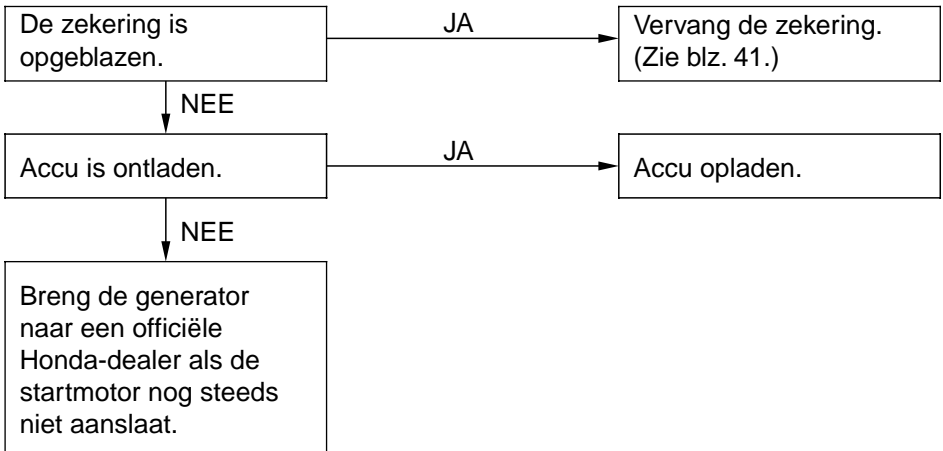 De zekering is
opgeblazen.
JA
Vervang de zekering.
(Zie blz. 41.)
NEE
Accu is ontladen.
JA
Accu opladen.
NEE
Breng de generator
naar een officiële
Honda-dealer als de
startmotor nog steeds
niet aanslaat.